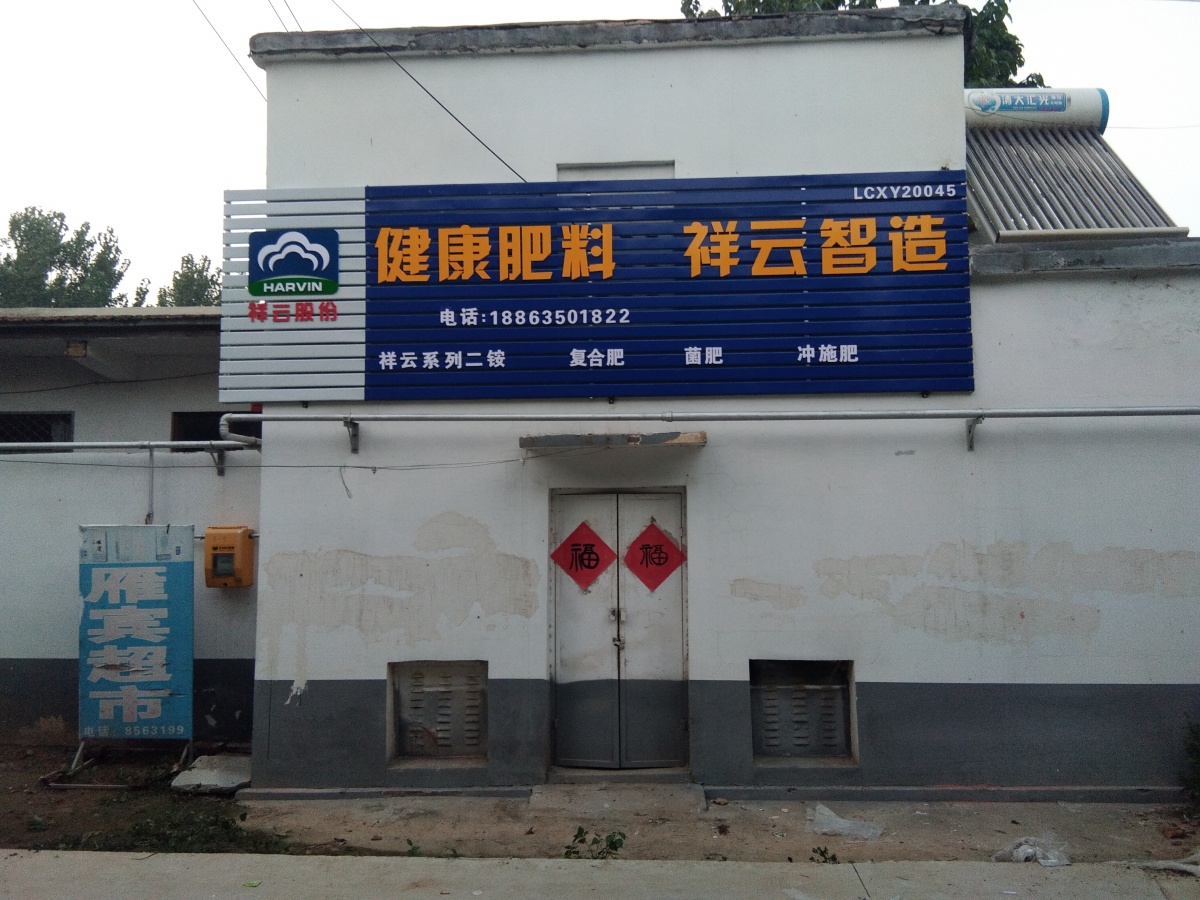 LCXY20045
健康肥料 祥云智造
HARVIN
祥云股份
电话:18863501822
祥云系列二铵 复合肥 菌肥 冲施肥
福 福
雁宾超市
电话: 8563199